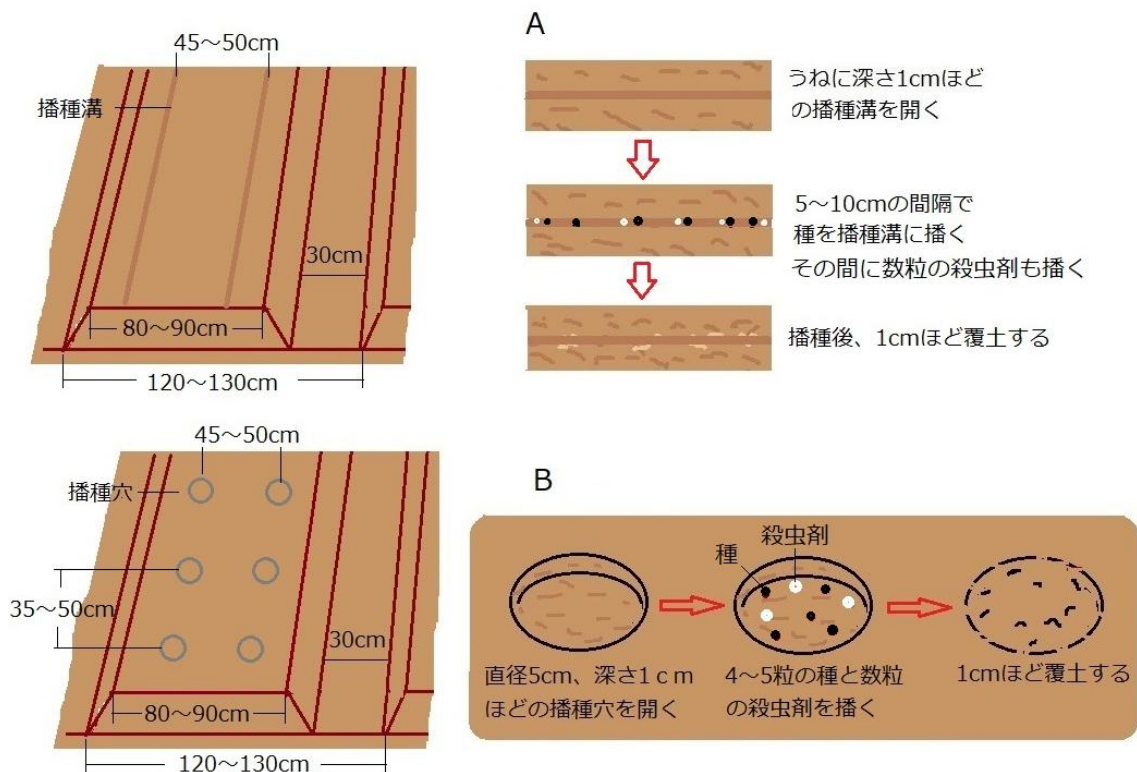 45～50cm
播種溝
30cm
80～90cm
120～130cm
A
うねに深さ1cmほど
の播種溝を開く
5～10cmの間隔で
種を播種溝に播く
その間に数粒の殺虫剤も播く
播種後、1cmほど覆土する
45～50cm
播種穴
35～50cm
30cm
80～90cm
120～130cm
B
種
殺虫剤
直径5cm、深さ1ｃｍ
ほどの播種穴を開く
4～5粒の種と数粒
の殺虫剤を播く
1cmほど覆土する